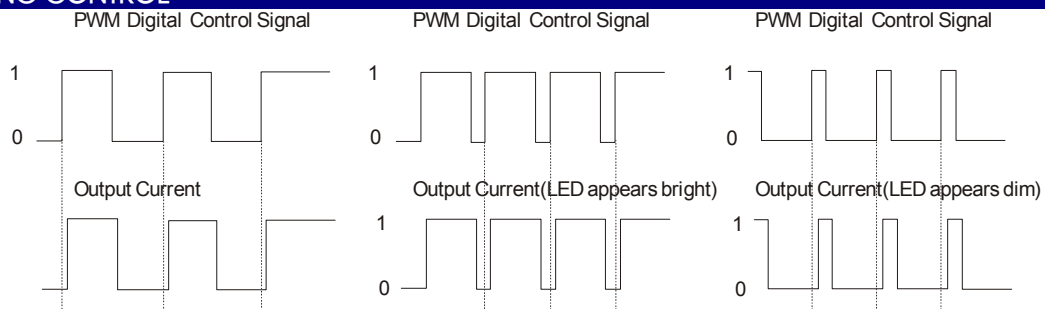 PWM Digital Control Signal
1
0
Output Current
PWM Digital Control Signal
1
0
Output Current(LED appears bright)
1
0
PWM Digital Control Signal
1
0
Output Current(LED appears dim)
1
0